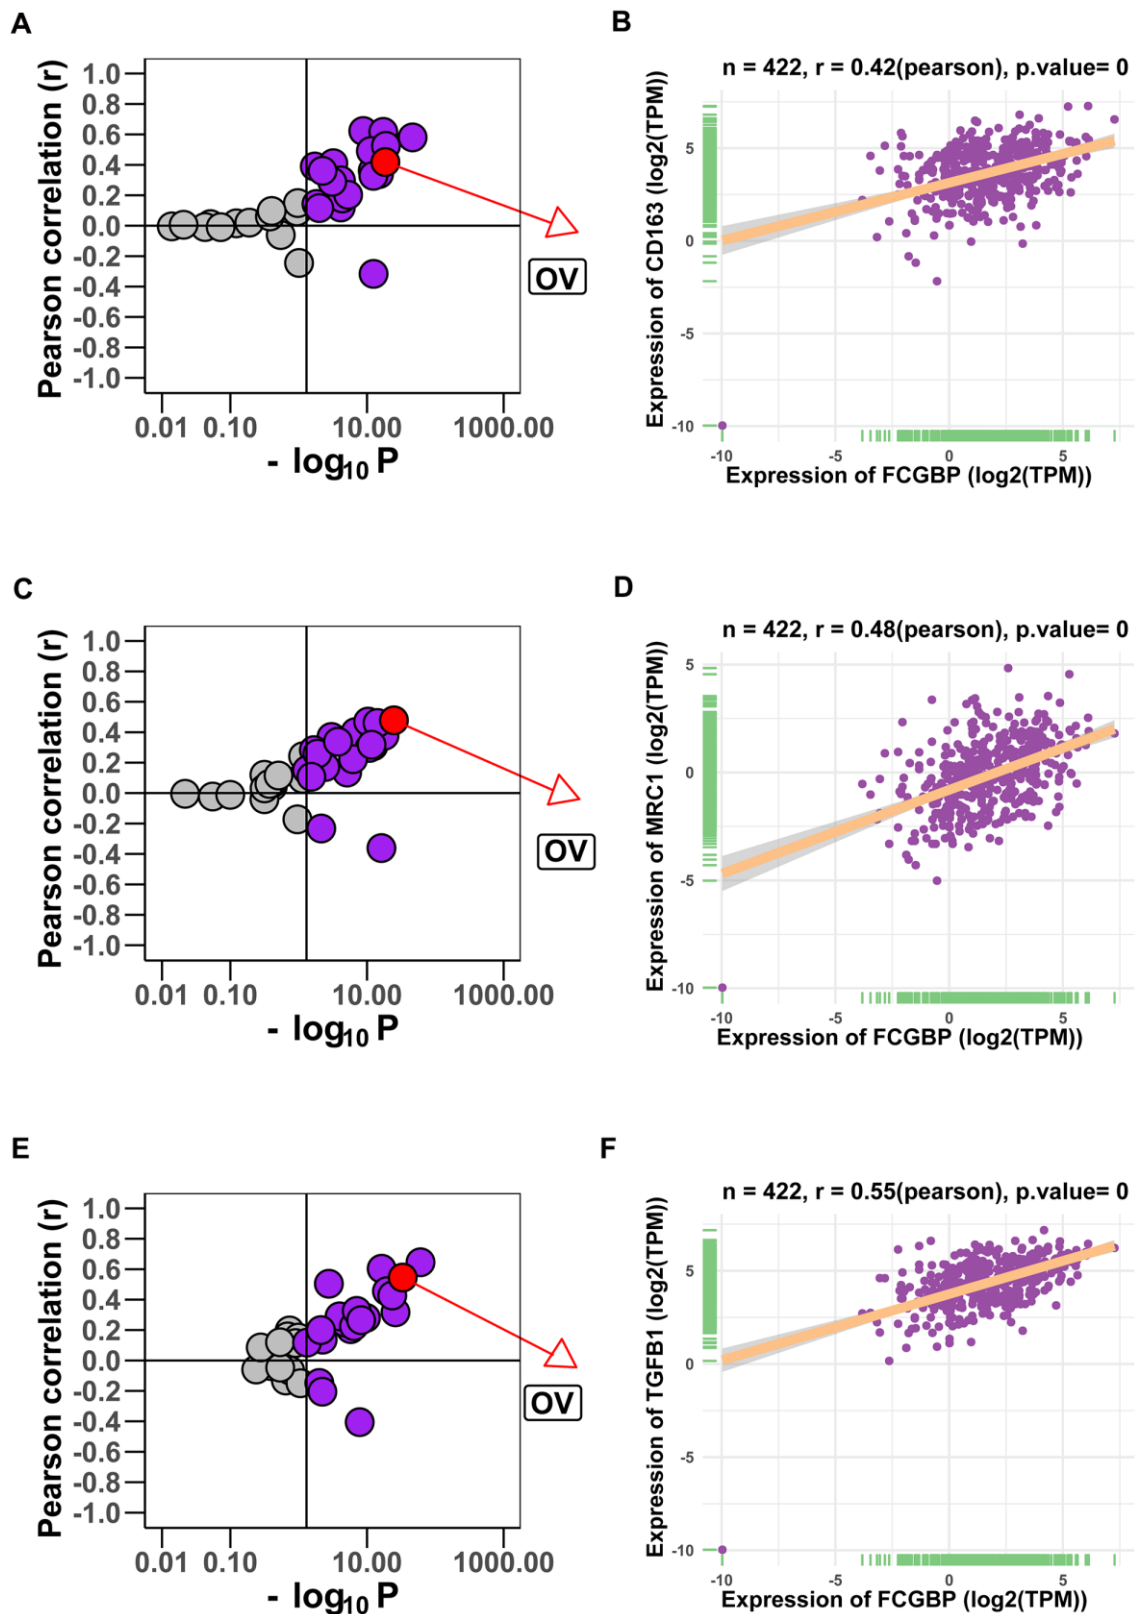 A
Pearson correlation (r)
1.0
0.8
0.6
0.4
0.2
0.0
-0.2
-0.4
-0.6
-0.8
-1.0
0.01 0.10 10.00 1000.00
- log10 P
OV
B
n = 422, r = 0.42(pearson), p.value= 0
Expression of CD163 (log2(TPM))
5
0
-5
-10
-10 -5 0 5
Expression of FCGBP (log2(TPM))
C
Pearson correlation (r)
1.0
0.8
0.6
0.4
0.2
0.0
-0.2
-0.4
-0.6
-0.8
-1.0
0.01 0.10 10.00 1000.00
- log10 P
OV
D
n = 422, r = 0.48(pearson), p.value= 0
Expression of MRC1 (log2(TPM))
5
0
-5
-10
-10 -5 0 5
Expression of FCGBP (log2(TPM))
E
Pearson correlation (r)
1.0
0.8
0.6
0.4
0.2
0.0
-0.2
-0.4
-0.6
-0.8
-1.0
0.01 0.10 10.00 1000.00
- log10 P
OV
F
n = 422, r = 0.55(pearson), p.value= 0
Expression of TGFB1 (log2(TPM))
5
0
-5
-10
-10 -5 0 5
Expression of FCGBP (log2(TPM))